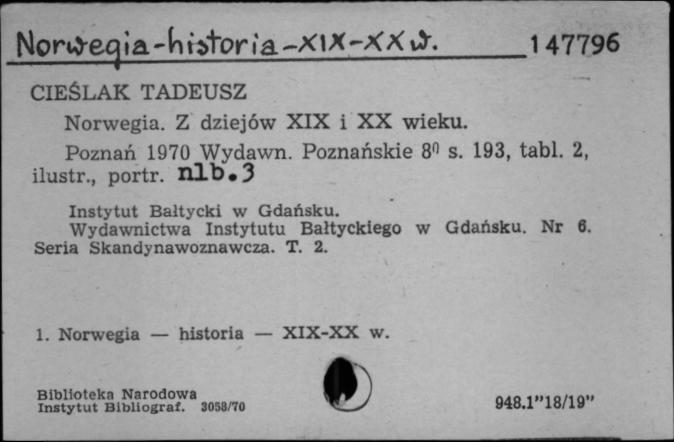 Norwegia-historia-XIX-XX w. 147796
CIEŚLAK TADEUSZ
Norwegia. Z dziejów XIX i XX wieku.
Poznań 1970 Wydawn. Poznańskie 8⁰ s. 193, tabl. 2,
ilustr., portr. nlb. 3
Instytut Bałtycki w Gdańsku.
Wydawnictwa Instytutu Bałtyckiego w Gdańsku. Nr 6.
Seria Skandynawoznawcza. T. 2.
1. Norwegia — historia — XIX-XX w.
Biblioteka Narodowa
Instytut Bibliograf. 3058/70 948.1"18/19"